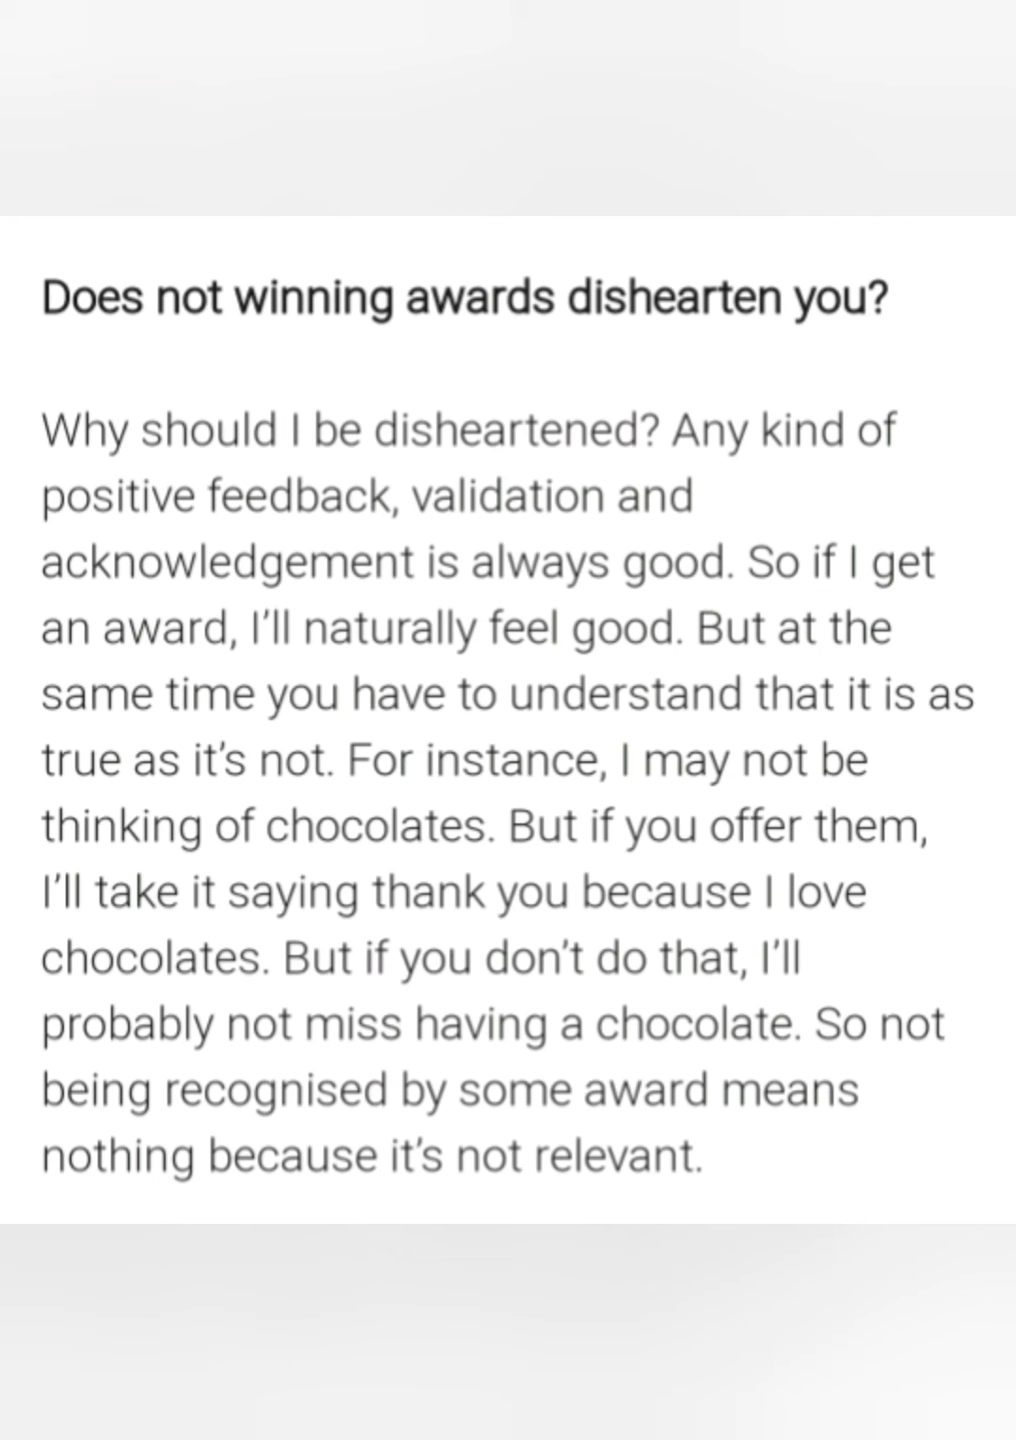 Does not winning awards dishearten you?
Why should I be disheartened? Any kind of
positive feedback, validation and
acknowledgement is always good. So if I get
an award, I’ll naturally feel good. But at the
same time you have to understand that it is as
true as it’s not. For instance, I may not be
thinking of chocolates. But if you offer them,
I’ll take it saying thank you because I love
chocolates. But if you don’t do that, I’ll
probably not miss having a chocolate. So not
being recognised by some award means
nothing because it’s not relevant.